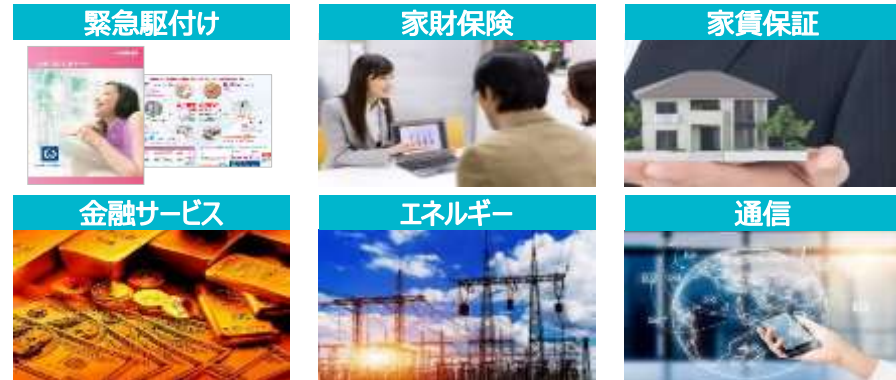 緊急駆付け
家財保険
家賃保証
金融サービス
エネルギー
通信